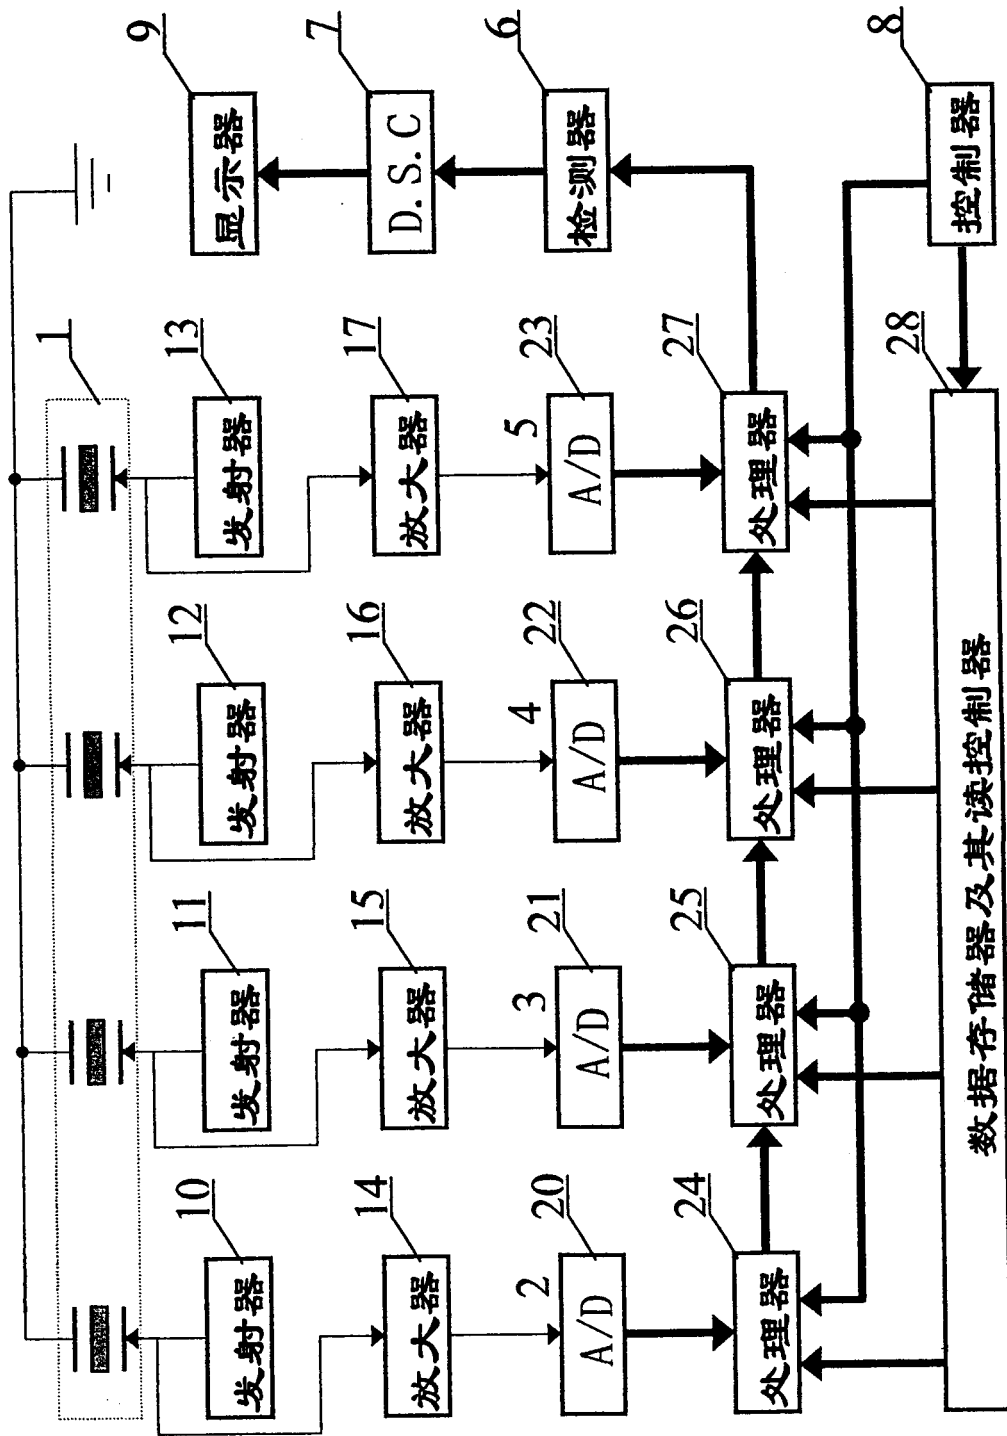 1
9
10
11
12
13
发射器
发射器
发射器
发射器
显示器
14
15
16
17
7
放大器
放大器
放大器
放大器
D.S.C
2
3
4
5
20
21
22
23
6
A/D
A/D
A/D
A/D
检测器
24
25
26
27
处理器
处理器
处理器
处理器
28
8
控制器
数据存储器及其读控制器